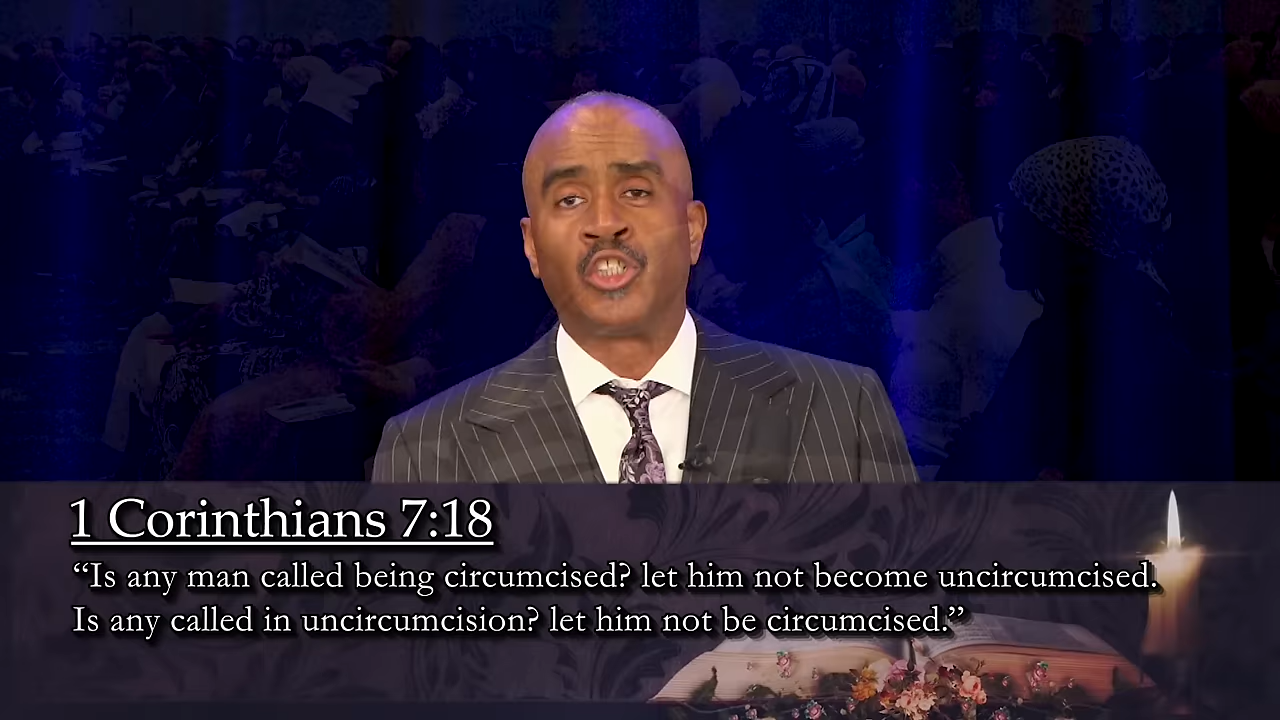 1 Corinthians 7:18
“Is any man called being circumcised? let him not become uncircumcised.
Is any called in uncircumcision? let him not be circumcised.”